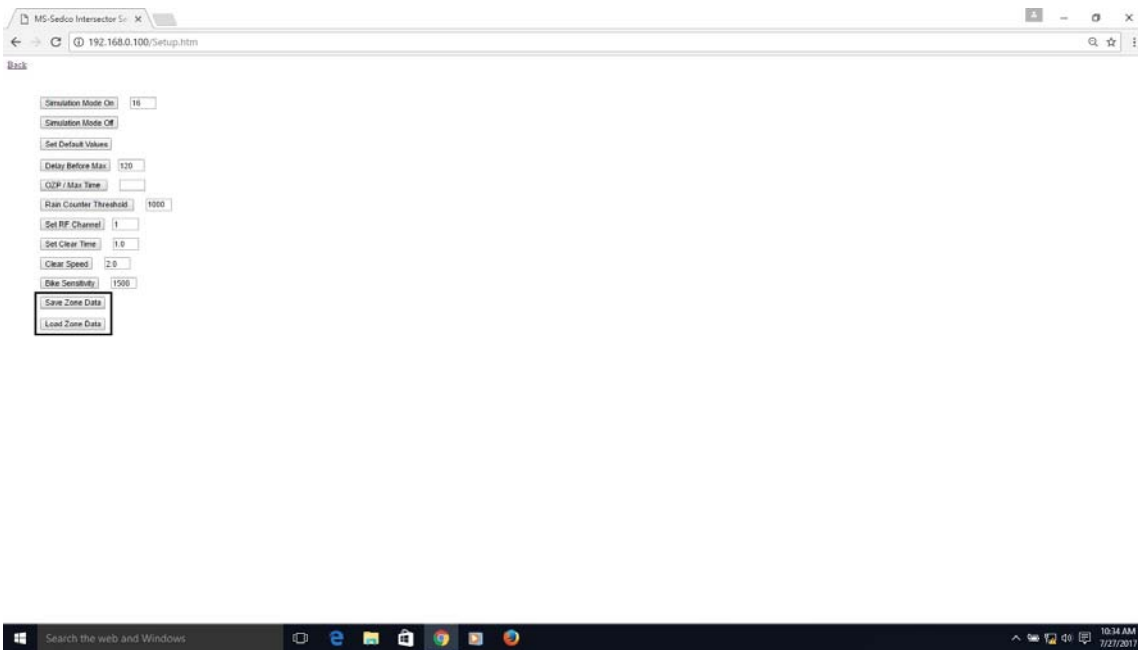 MS-Sedco Intersector Se
192.168.0.100/Setup.htm
Back
Simulation Mode On 16
Simulation Mode Off
Set Default Values
Delay Before Max 120
OZP / Max Time
Rain Counter Threshold 1000
Set RF Channel 1
Set Clear Time 1.0
Clear Speed 2.0
Bike Sensitivity 1500
Save Zone Data
Load Zone Data
Search the web and Windows
10:34 AM
7/27/2017